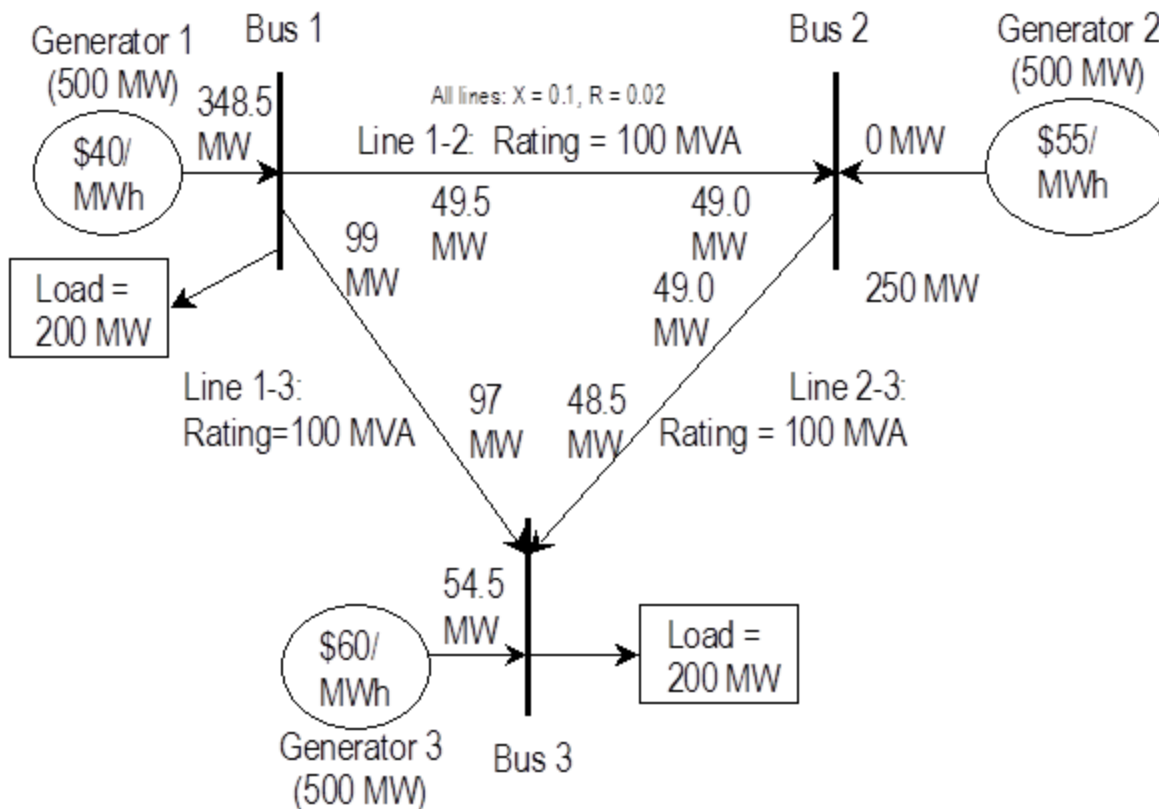 Generator 1
(500 MW)
$40/
MWh
348.5
MW
Bus 1
All lines: X = 0.1, R = 0.02
Line 1-2: Rating = 100 MVA
Bus 2
Generator 2
(500 MW)
0 MW
$55/
MWh
49.5
MW
49.0
MW
99
MW
49.0
MW
250 MW
Load =
200 MW
Line 1-3:
Rating=100 MVA
97
MW
48.5
MW
Line 2-3:
Rating = 100 MVA
54.5
MW
$60/
MWh
Generator 3
(500 MW)
Bus 3
Load =
200 MW